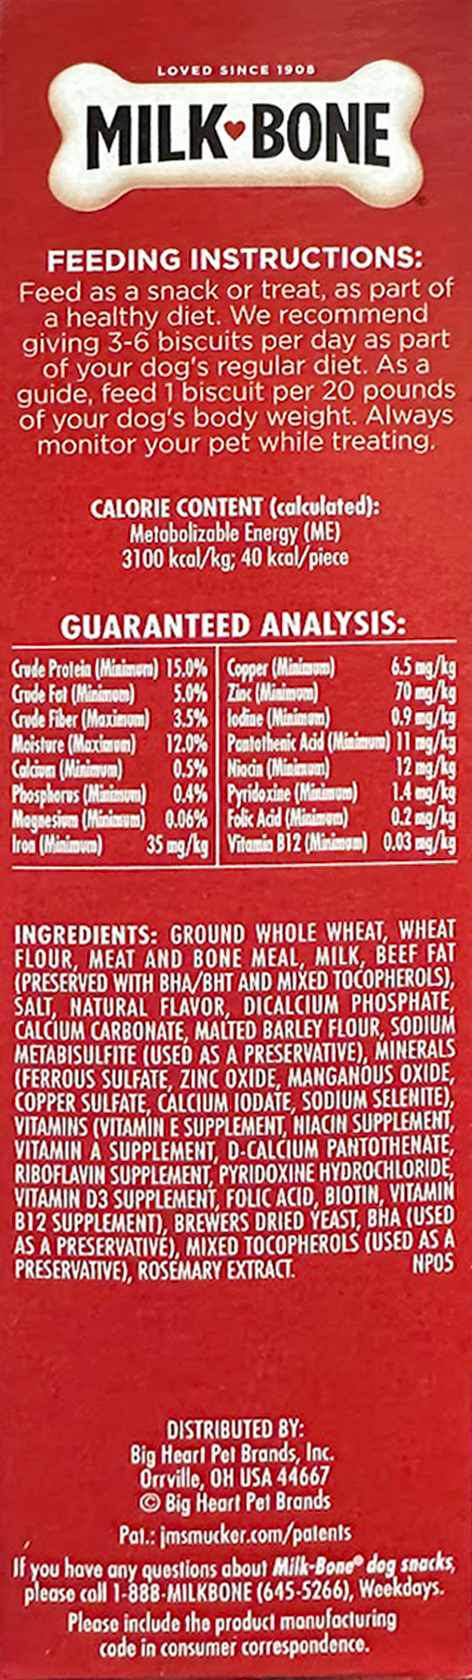 LOVED SINCE 1908
MILK BONE
FEEDING INSTRUCTIONS:
Feed as a snack or treat, as part of
a healthy diet. We recommend
giving 3-6 biscuits per day as part
of your dog's regular diet. As a
guide, feed 1 biscuit per 20 pounds
of your dog's body weight. Always
monitor your pet while treating.
CALORIE CONTENT (calculated):
Metabolizable Energy (ME)
3100 kcal/kg; 40 kcal/piece
GUARANTEED ANALYSIS:
Crude Protein (Minimum) 15.0%
Crude Fat (Minimum) 5.0%
Crude Fiber (Maximum) 3.5%
Moisture (Maximum) 12.0%
Calcium (Minimum) 0.5%
Phosphorus (Minimum) 0.4%
Magnesium (Minimum) 0.06%
Iron (Minimum) 35 mg/kg
Copper (Minimum) 6.5 mg/kg
Zinc (Minimum) 70 mg/kg
Iodine (Minimum) 0.9 mg/kg
Pantothenic Acid (Minimum) 11 mg/kg
Niacin (Minimum) 12 mg/kg
Pyridoxine (Minimum) 1.4 mg/kg
Folic Acid (Minimum) 0.2 mg/kg
Vitamin B12 (Minimum) 0.03 mg/kg
INGREDIENTS: GROUND WHOLE WHEAT, WHEAT
FLOUR, MEAT AND BONE MEAL, MILK, BEEF FAT
(PRESERVED WITH BHA/BHT AND MIXED TOCOPHEROLS),
SALT, NATURAL FLAVOR, DICALCIUM PHOSPHATE,
CALCIUM CARBONATE, MALTED BARLEY FLOUR, SODIUM
METABISULFITE (USED AS A PRESERVATIVE), MINERALS
(FERROUS SULFATE, ZINC OXIDE, MANGANOUS OXIDE,
COPPER SULFATE, CALCIUM IODATE, SODIUM SELENITE),
VITAMINS (VITAMIN E SUPPLEMENT, NIACIN SUPPLEMENT,
VITAMIN A SUPPLEMENT, D-CALCIUM PANTOTHENATE,
RIBOFLAVIN SUPPLEMENT, PYRIDOXINE HYDROCHLORIDE,
VITAMIN D3 SUPPLEMENT, FOLIC ACID, BIOTIN, VITAMIN
B12 SUPPLEMENT), BREWERS DRIED YEAST, BHA (USED
AS A PRESERVATIVE), MIXED TOCOPHEROLS (USED AS A
PRESERVATIVE), ROSEMARY EXTRACT. NP05
DISTRIBUTED BY:
Big Heart Pet Brands, Inc.
Orrville, OH USA 44667
© Big Heart Pet Brands
Pat.: jmsmucker.com/patents
If you have any questions about Milk-Bone® dog snacks,
please call 1-888-MILKBONE (645-5266), Weekdays.
Please include the product manufacturing
code in consumer correspondence.